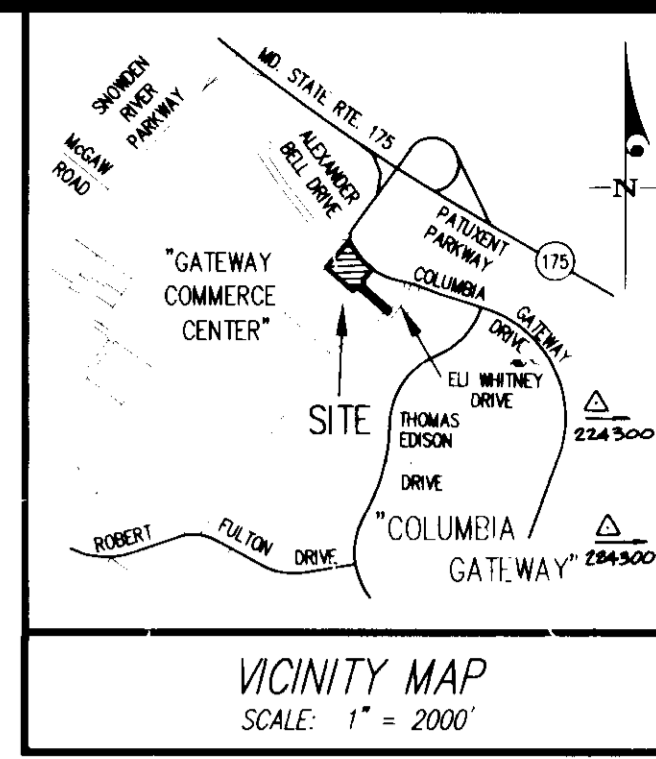 SNOWDEN
RIVER
PARKWAY
McGAW
ROAD
MD. STATE RTE. 175
ALEXANDER
BELL DRIVE
PATUXENT
PARKWAY
175
N
"GATEWAY
COMMERCE
CENTER"
COLUMBIA
GATEWAY
DRIVE
ELI WHITNEY
DRIVE
SITE
THOMAS
EDISON
DRIVE
224300
ROBERT FULTON DRIVE
"COLUMBIA
GATEWAY"
284300
VICINITY MAP
SCALE: 1" = 2000'